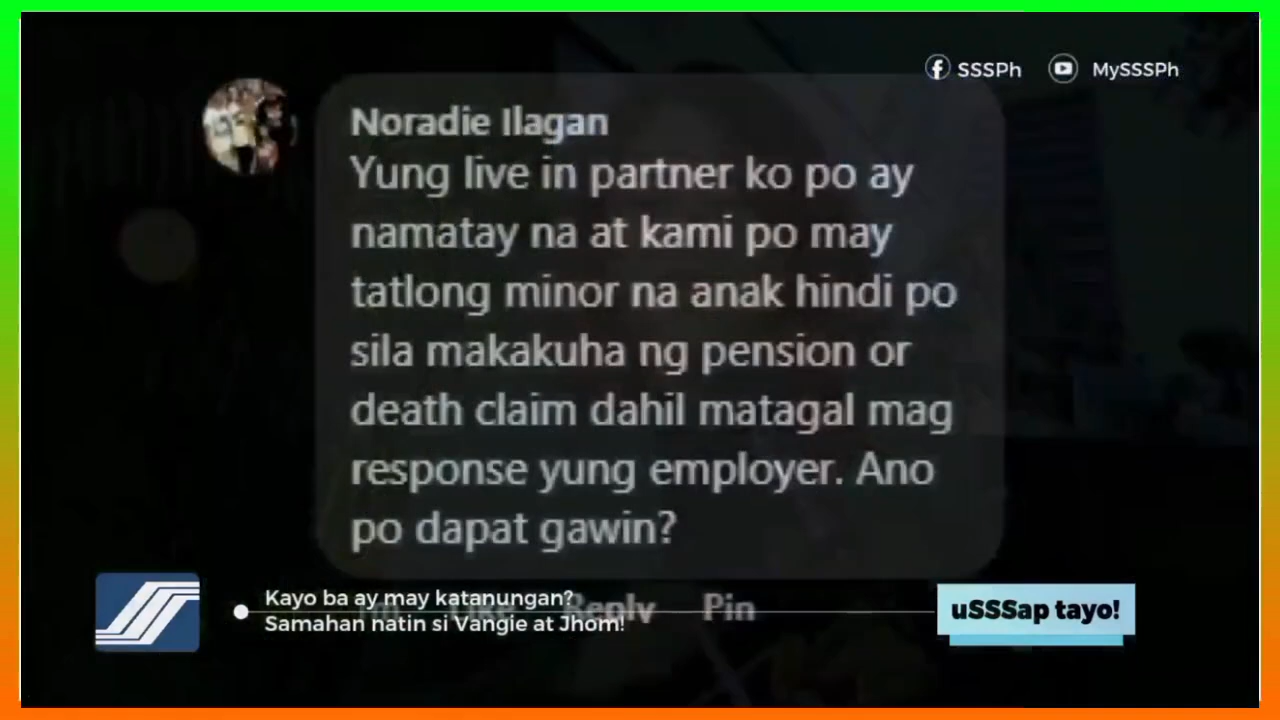 SSSPh MySSSPh
Noradie Ilagan
Yung live in partner ko po ay
namatay na at kami po may
tatlong minor na anak hindi po
sila makakuha ng pension or
death claim dahil matagal mag
response yung employer. Ano
po dapat gawin?
Like Reply Pin
Kayo ba ay may katanungan?
Samahan natin si Vangie at Jhom!
uSSSap tayo!